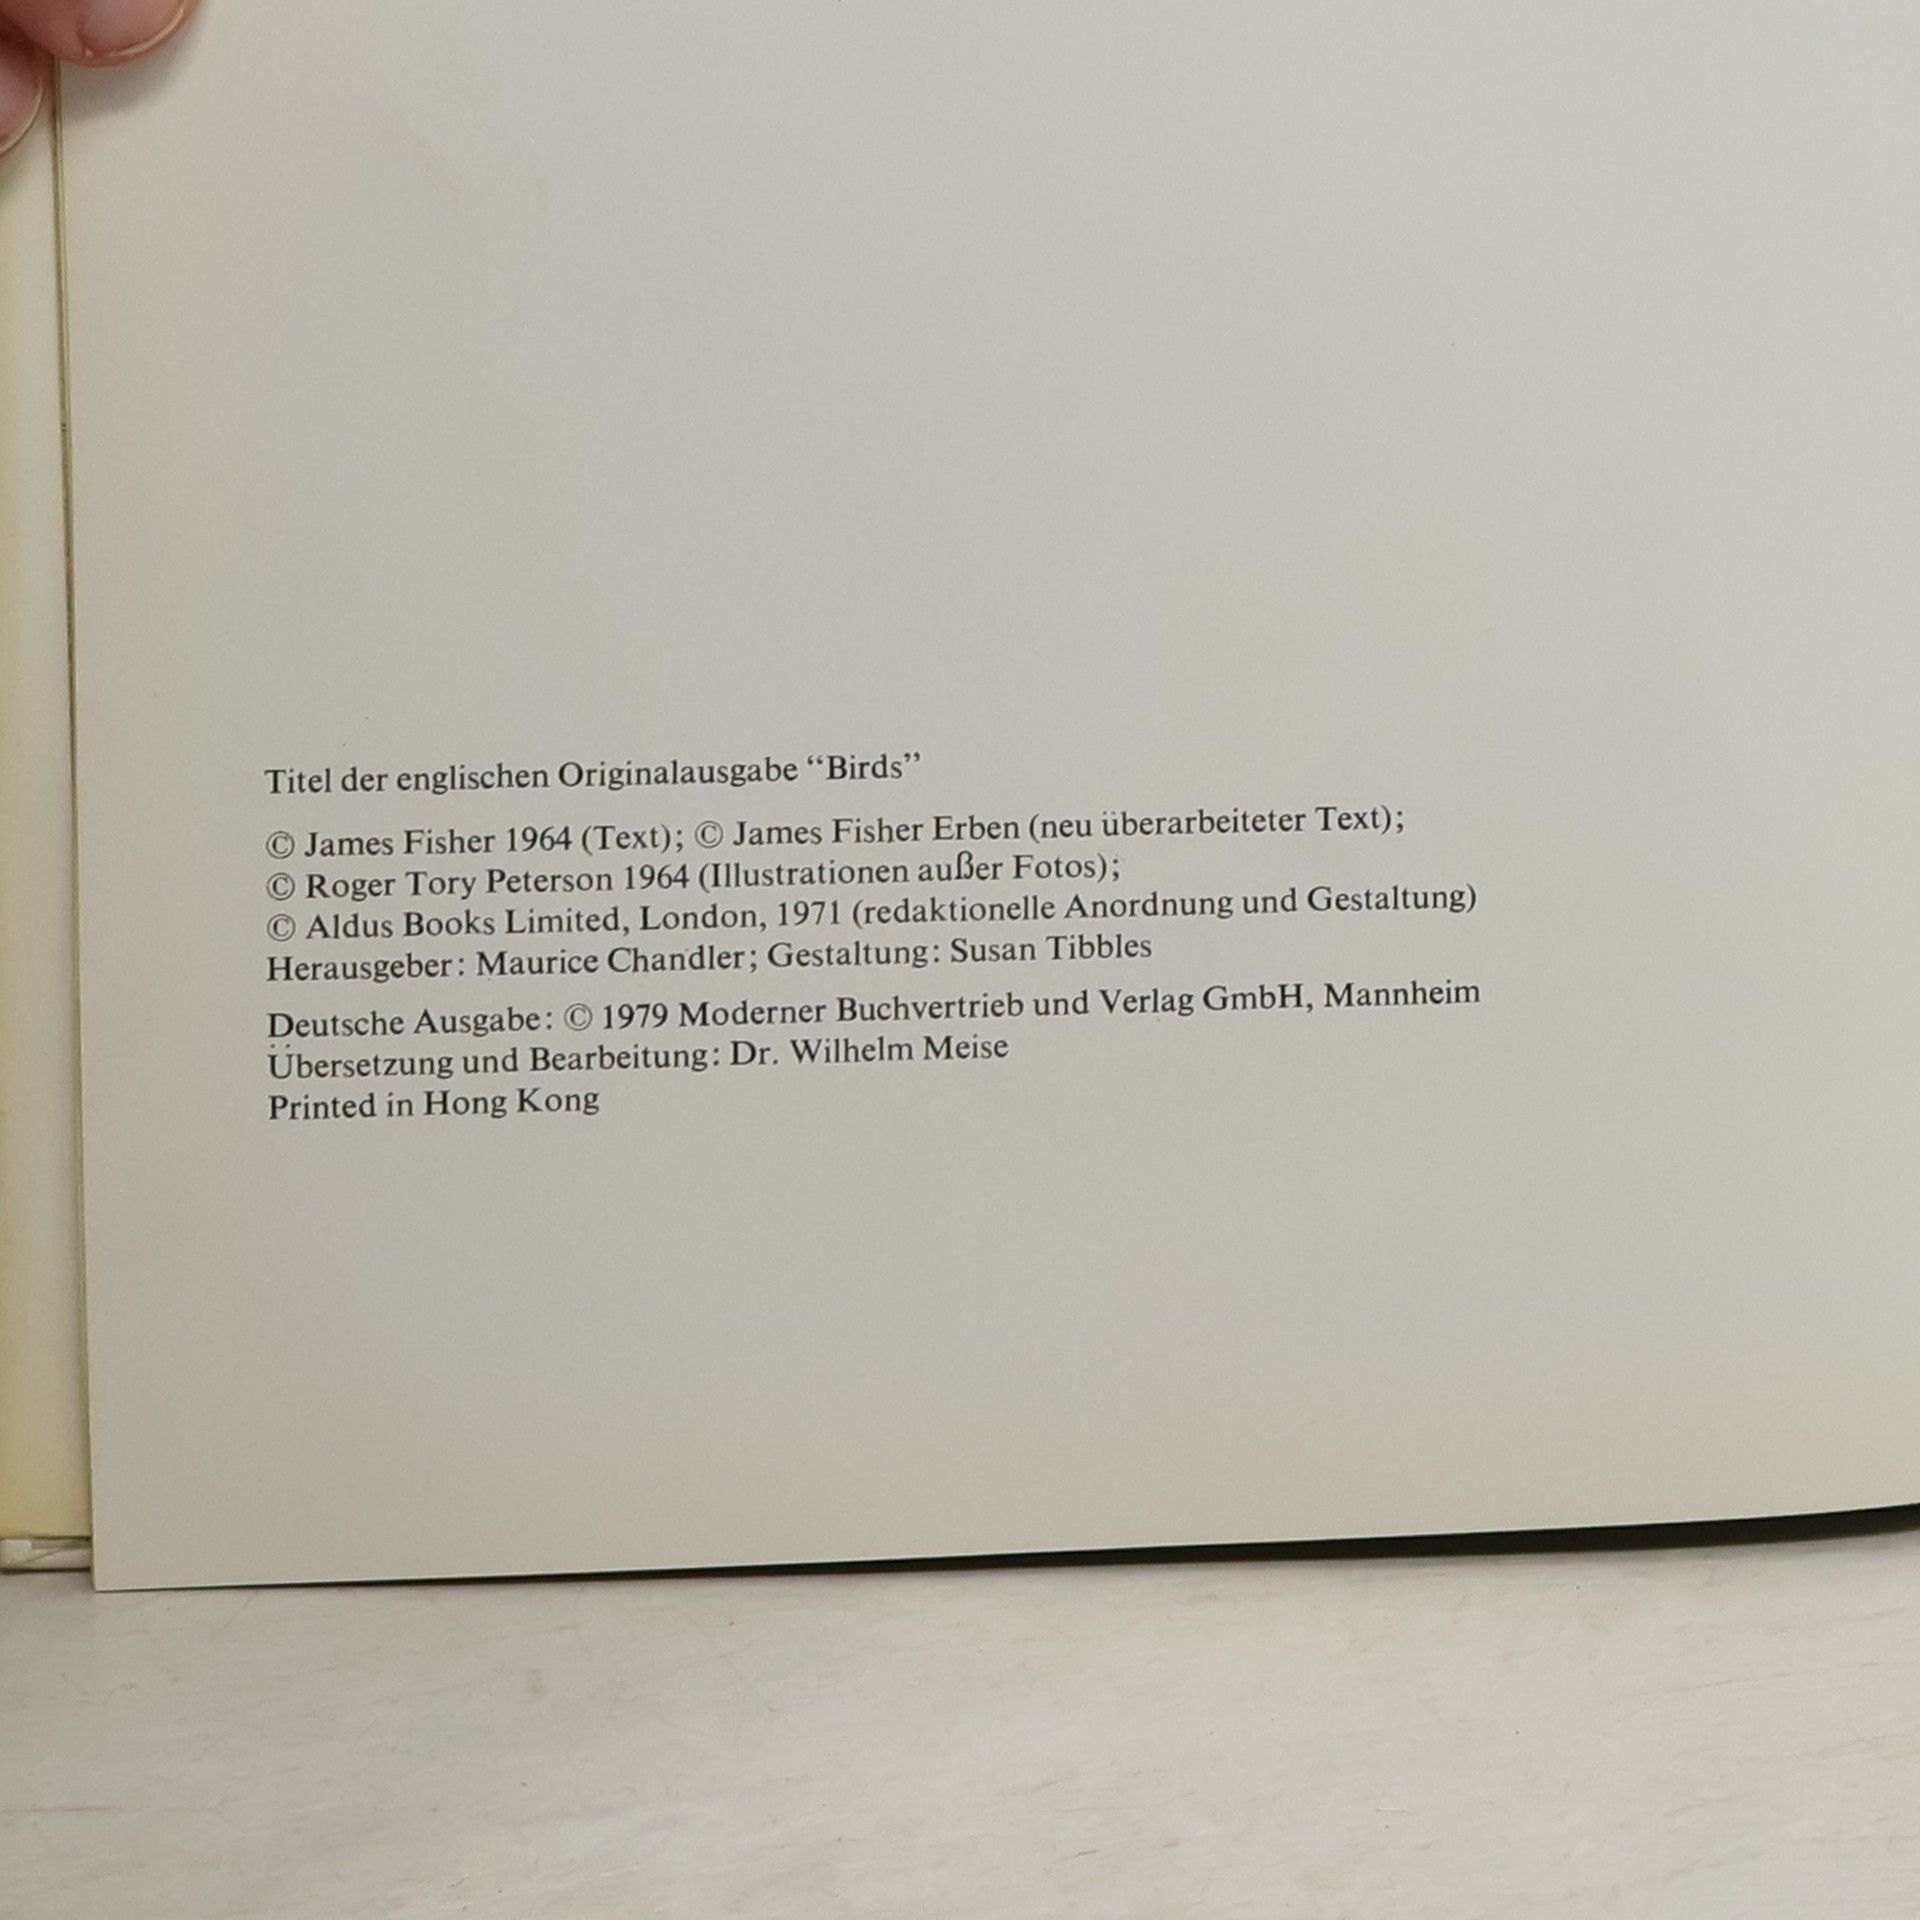 Titel der englischen Originalausgabe “Birds”
© James Fisher 1964 (Text); © James Fisher Erben (neu überarbeiteter Text);
© Roger Tory Peterson 1964 (Illustrationen außer Fotos);
© Aldus Books Limited, London, 1971 (redaktionelle Anordnung und Gestaltung)
Herausgeber: Maurice Chandler; Gestaltung: Susan Tibbles
Deutsche Ausgabe: © 1979 Moderner Buchvertrieb und Verlag GmbH, Mannheim
Übersetzung und Bearbeitung: Dr. Wilhelm Meise
Printed in Hong Kong